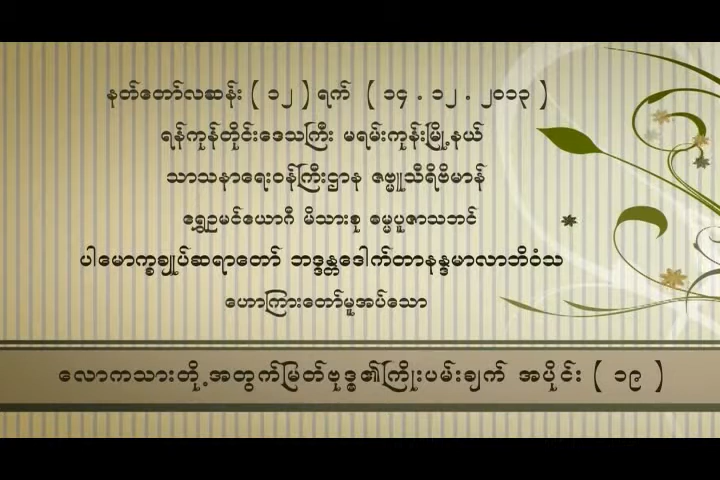 နတ်တော်လဆန်း ( ၁၂ ) ရက် ( ၁၄ . ၁၂ . ၂၀၁၃ )
ရန်ကုန်တိုင်းဒေသကြီး မရမ်းကုန်းမြို့နယ်
သာသနာရေးဝန်ကြီးဌာန ဇမ္ဗူသီရိဗိမာန်
ရွှေဥမင်ယောဂီ မိသားစု ဓမ္မပူဇာသဘင်
ပါမောက္ခချုပ်ဆရာတော် ဘဒ္ဒန္တဒေါက်တာနန္ဒမာလာဘိဝံသ
ဟောကြားတော်မူအပ်သော
လောကသားတို့အတွက်မြတ်ဗုဒ္ဓ၏ကြိုးပမ်းချက် အပိုင်း ( ၁၉ )